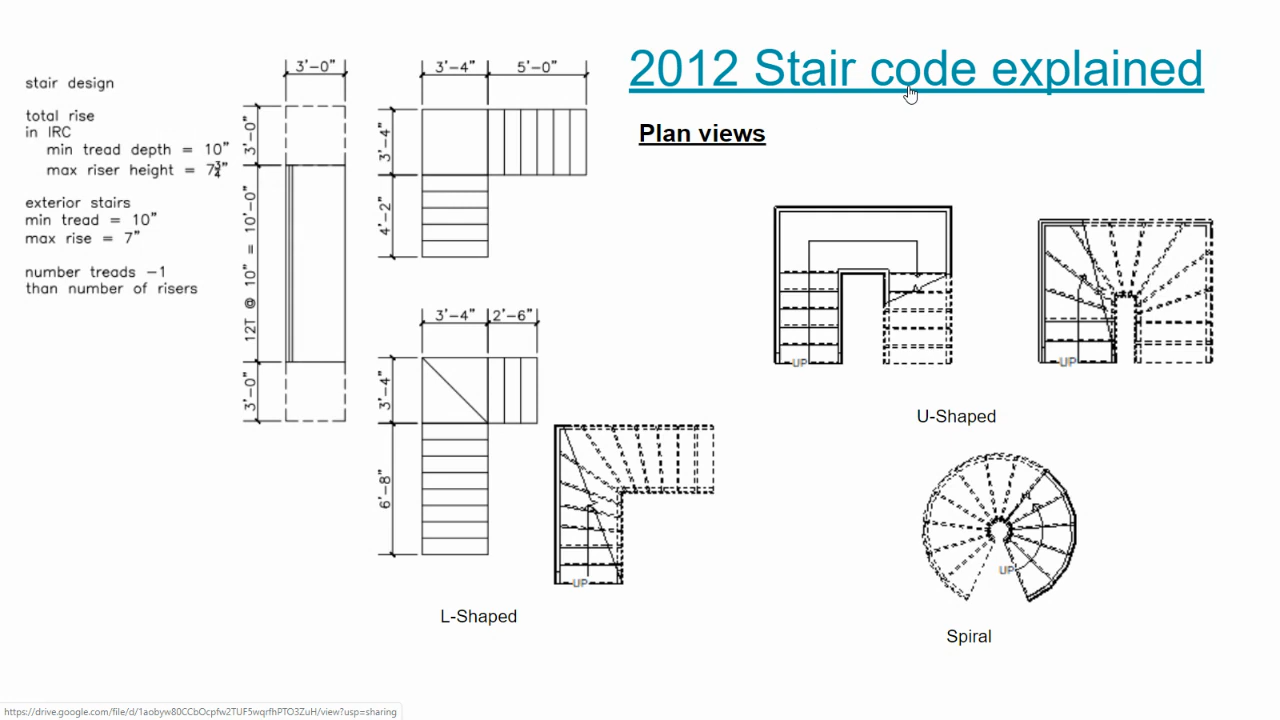 2012 Stair code explained
Plan views
stair design
total rise
in IRC
min tread depth = 10"
max riser height = 7 3/4"
exterior stairs
min tread = 10"
max rise = 7"
number treads -1
than number of risers
3'-0"
3'-0"
12T @ 10" = 10'-0"
3'-0"
3'-4" 5'-0"
3'-4"
4'-2"
3'-4" 2'-6"
3'-4"
6'-8"
UP
L-Shaped
UP
UP
U-Shaped
UP
Spiral
https://drive.google.com/file/d/1aobyw80CCbOcpfw2TUF5wqrfhPTO3ZuH/view?usp=sharing